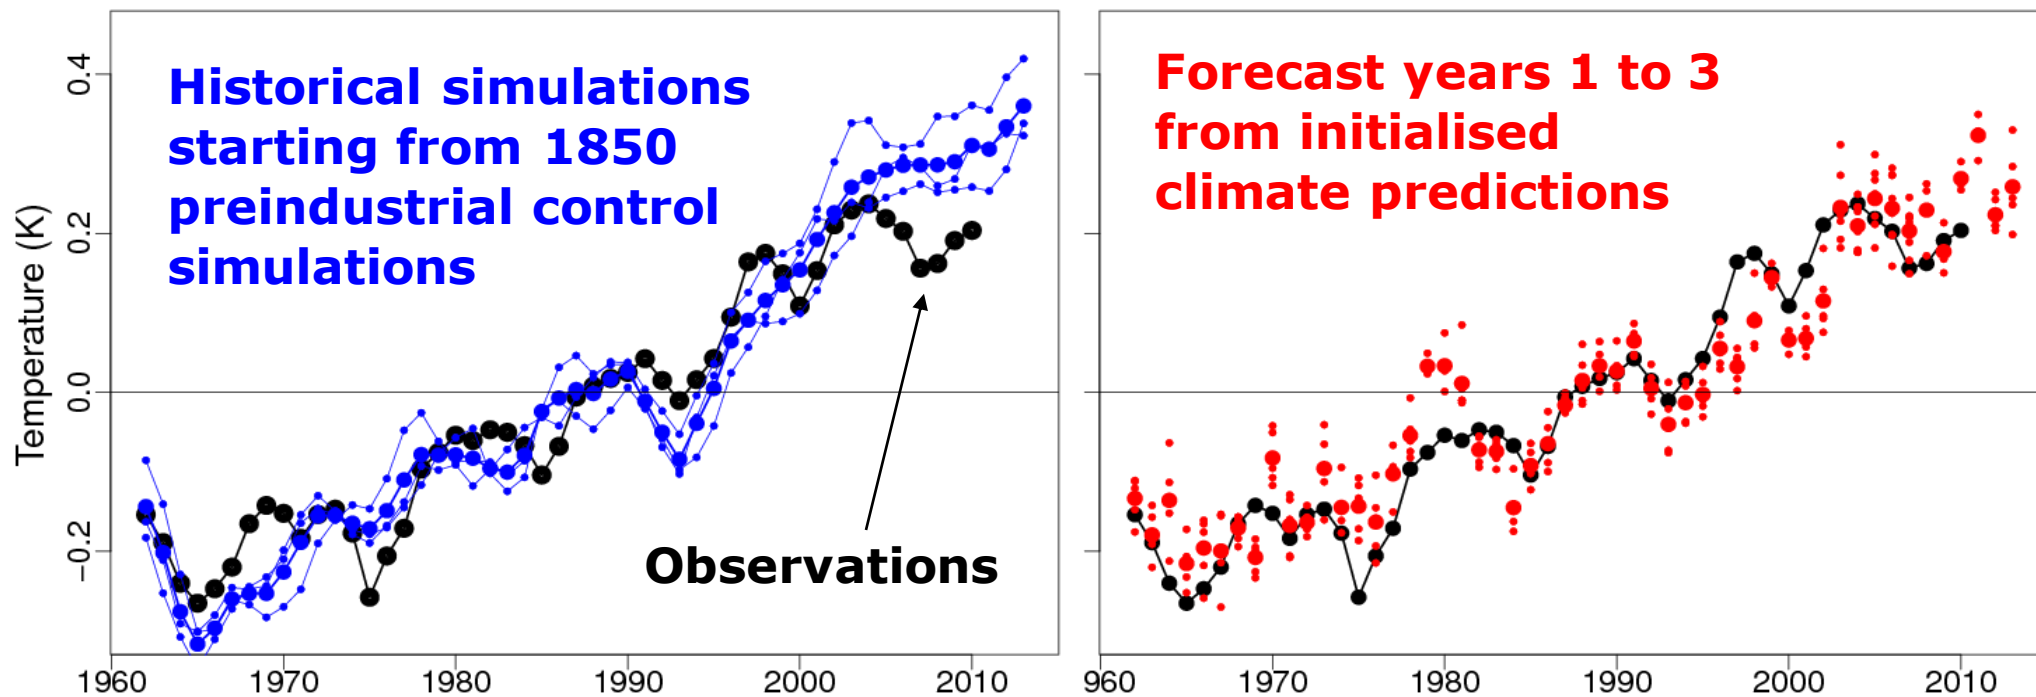 Historical simulations
starting from 1850
preindustrial control
simulations
Observations
Temperature (K)
0.4
0.2
0.0
−0.2
1960 1970 1980 1990 2000 2010
Forecast years 1 to 3
from initialised
climate predictions
960 1970 1980 1990 2000 2010